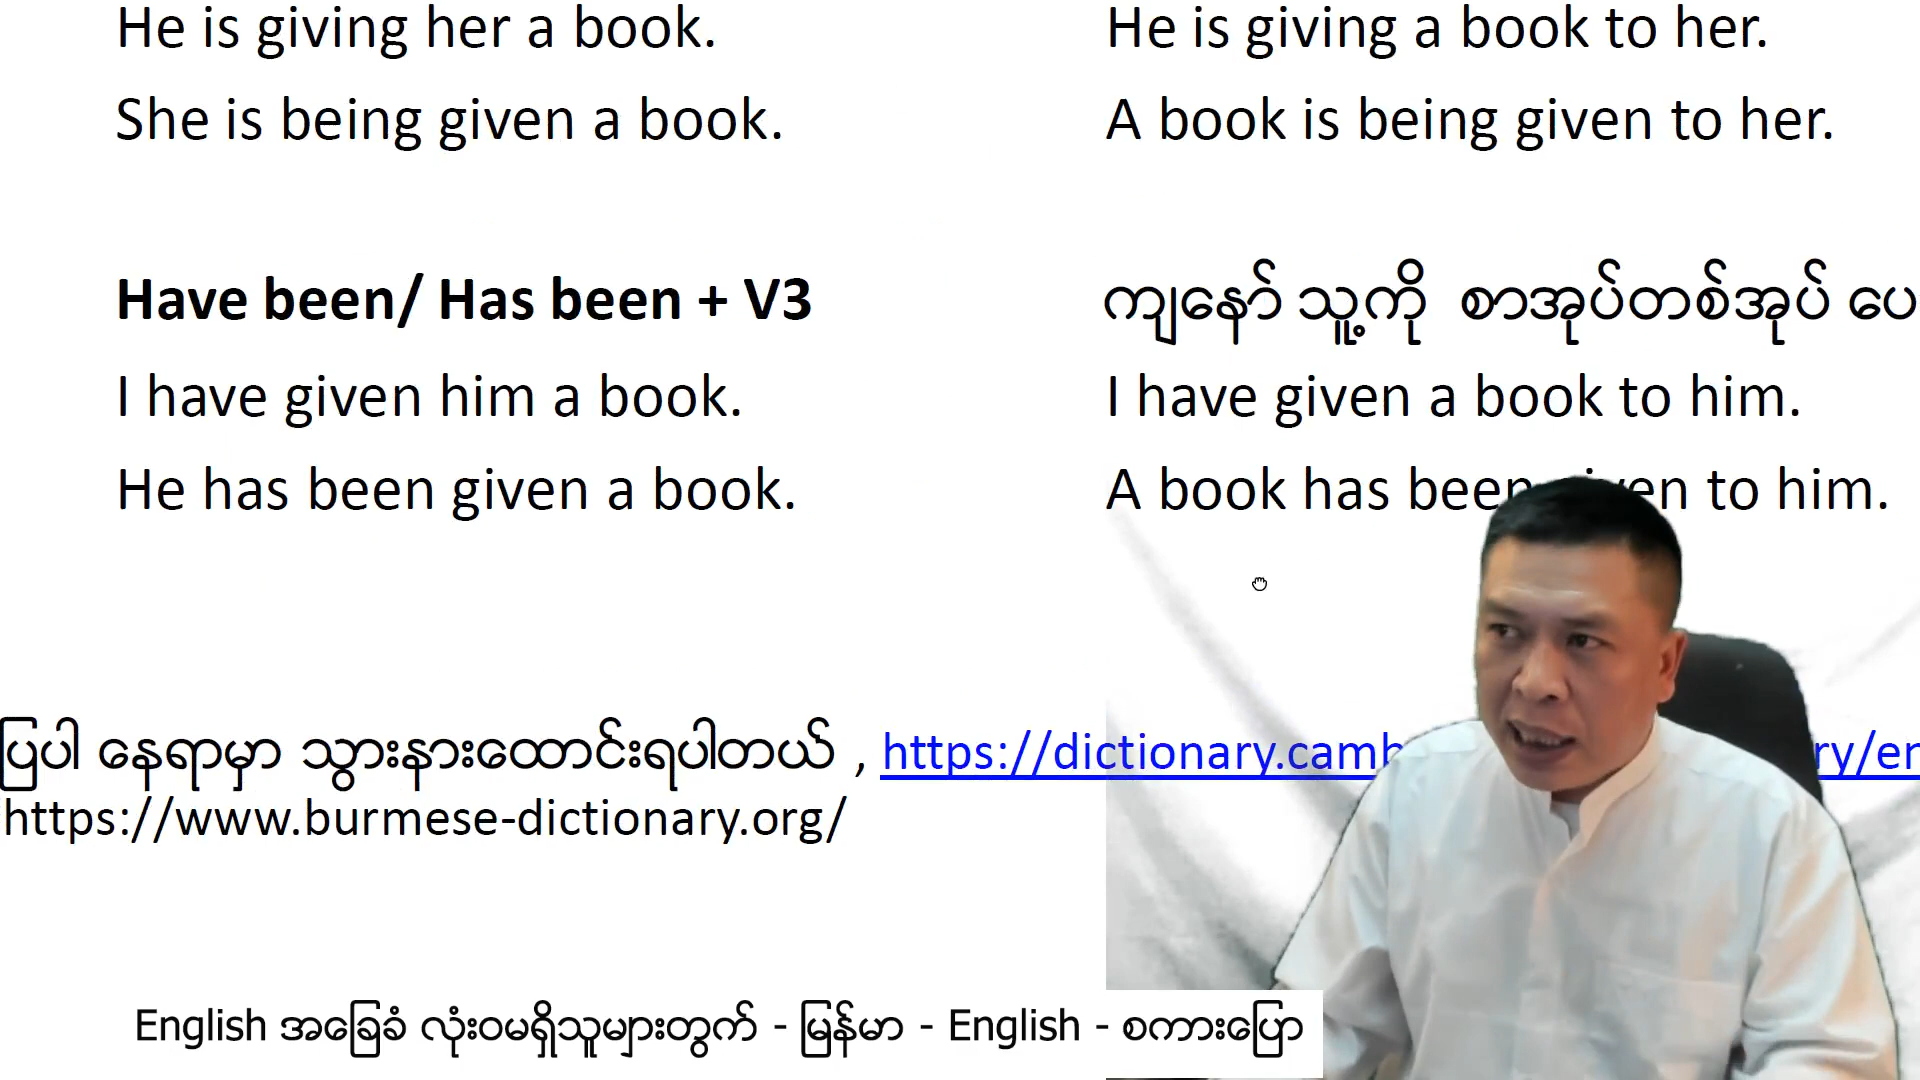 He is giving her a book.
He is giving a book to her.
She is being given a book.
A book is being given to her.
Have been/ Has been + V3
ကျနော် သူ့ကို စာအုပ်တစ်အုပ် ပေ
I have given him a book.
I have given a book to him.
He has been given a book.
A book has been given to him.
ပြပါ နေရာမှာ သွားနားထောင်းရပါတယ် , https://dictionary.camb ry/en
https://www.burmese-dictionary.org/
English အခြေခံ လုံးဝမရှိသူများတွက် - မြန်မာ - English - စကားပြော